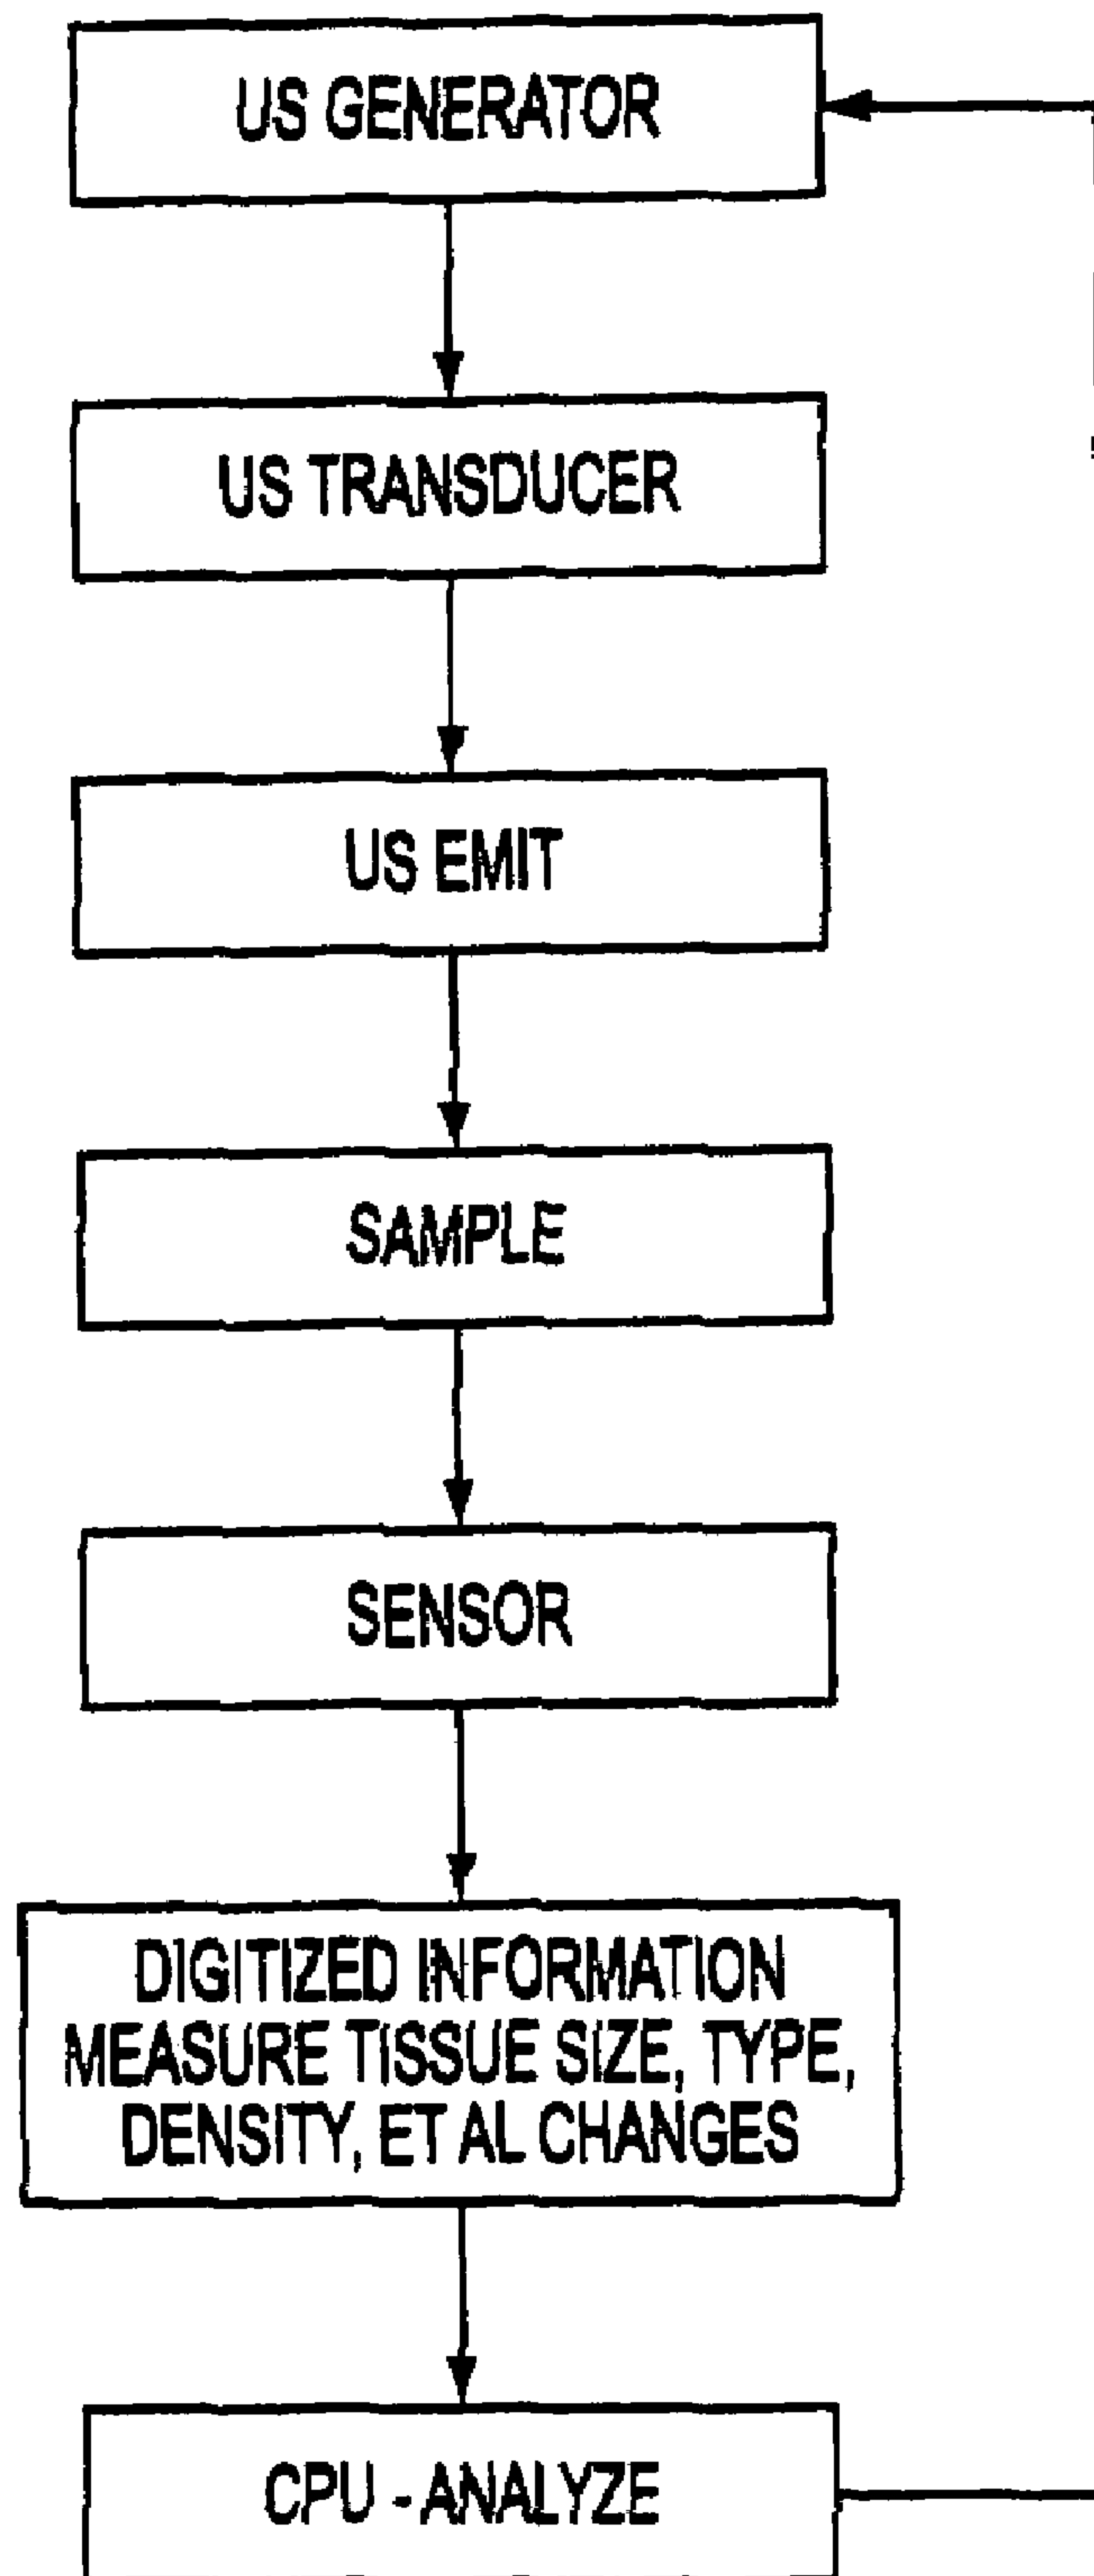 US GENERATOR
US TRANSDUCER
US EMIT
SAMPLE
SENSOR
DIGITIZED INFORMATION
MEASURE TISSUE SIZE, TYPE,
DENSITY, ET AL CHANGES
CPU - ANALYZE